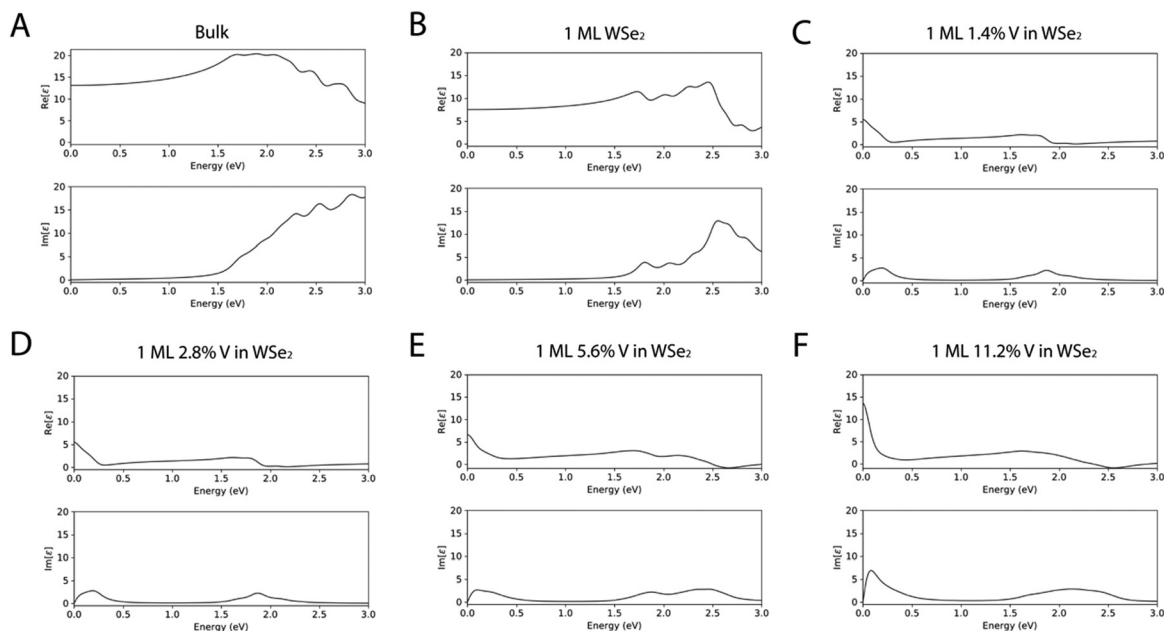 A
Bulk
20
15
10
5
0
Re[ε]
0.0 0.5 1.0 1.5 2.0 2.5 3.0
Energy (eV)
20
15
10
5
0
Im[ε]
0.0 0.5 1.0 1.5 2.0 2.5 3.0
Energy (eV)
B
1 ML WSe₂
20
15
10
5
0
Re[ε]
0.0 0.5 1.0 1.5 2.0 2.5 3.0
Energy (eV)
20
15
10
5
0
Im[ε]
0.0 0.5 1.0 1.5 2.0 2.5 3.0
Energy (eV)
C
1 ML 1.4% V in WSe₂
20
15
10
5
0
Re[ε]
0.0 0.5 1.0 1.5 2.0 2.5 3.0
Energy (eV)
20
15
10
5
0
Im[ε]
0.0 0.5 1.0 1.5 2.0 2.5 3.0
Energy (eV)
D
1 ML 2.8% V in WSe₂
20
15
10
5
0
Re[ε]
0.0 0.5 1.0 1.5 2.0 2.5 3.0
Energy (eV)
20
15
10
5
0
Im[ε]
0.0 0.5 1.0 1.5 2.0 2.5 3.0
Energy (eV)
E
1 ML 5.6% V in WSe₂
20
15
10
5
0
Re[ε]
0.0 0.5 1.0 1.5 2.0 2.5 3.0
Energy (eV)
20
15
10
5
0
Im[ε]
0.0 0.5 1.0 1.5 2.0 2.5 3.0
Energy (eV)
F
1 ML 11.2% V in WSe₂
20
15
10
5
0
Re[ε]
0.0 0.5 1.0 1.5 2.0 2.5 3.0
Energy (eV)
20
15
10
5
0
Im[ε]
0.0 0.5 1.0 1.5 2.0 2.5 3.0
Energy (eV)